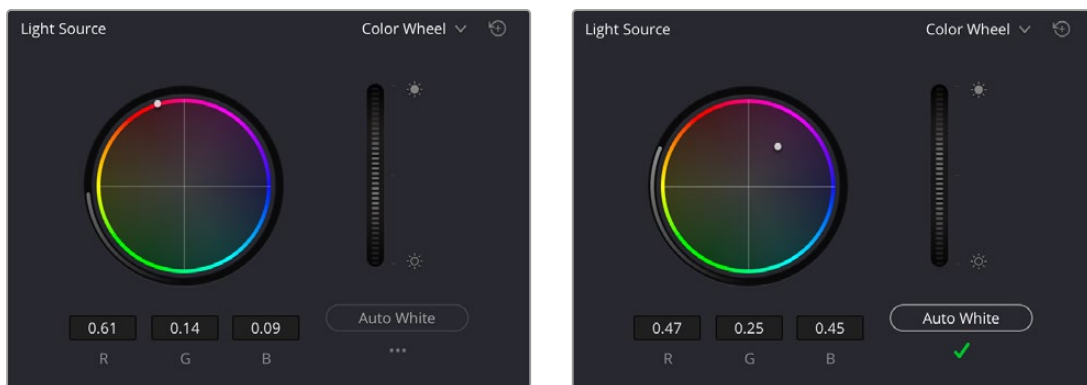 Light Source Color Wheel
0.61 0.14 0.09 Auto White
R G B
Light Source Color Wheel
0.47 0.25 0.45 Auto White
R G B